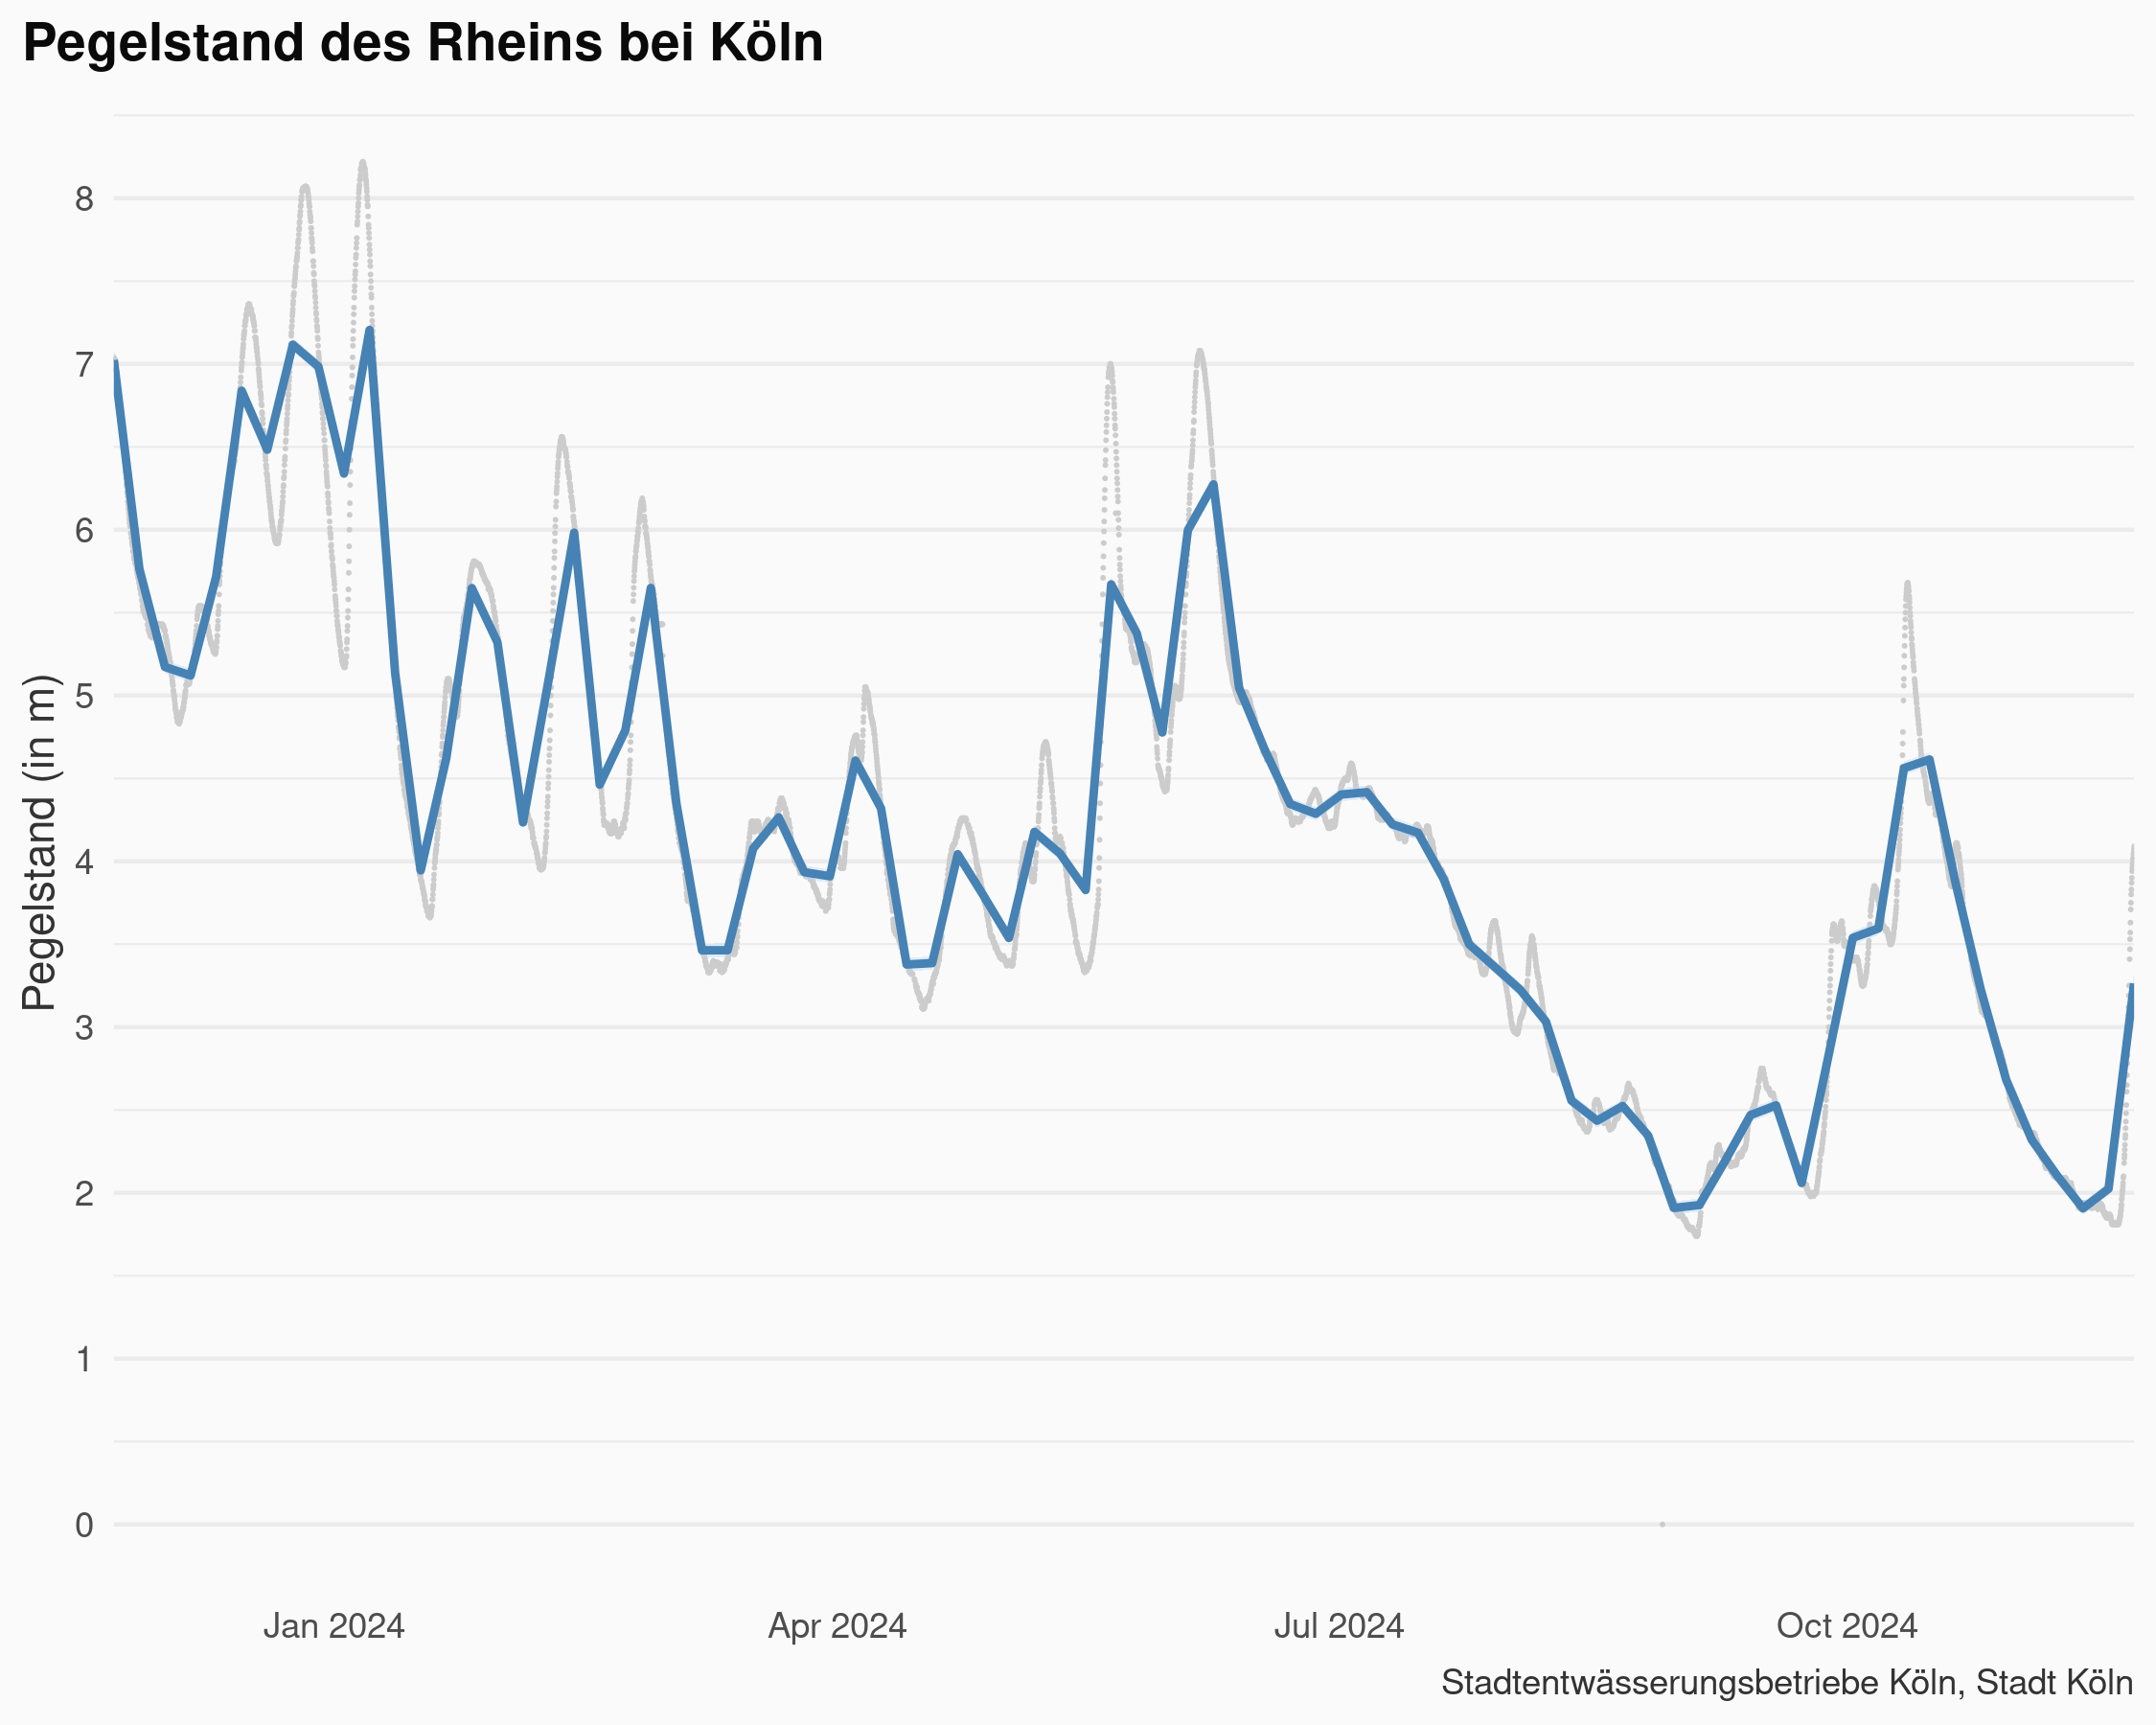 Pegelstand des Rheins bei Köln
Pegelstand (in m)
8
7
6
5
4
3
2
1
0
Jan 2024
Apr 2024
Jul 2024
Oct 2024
Stadtentwässerungsbetriebe Köln, Stadt Köln